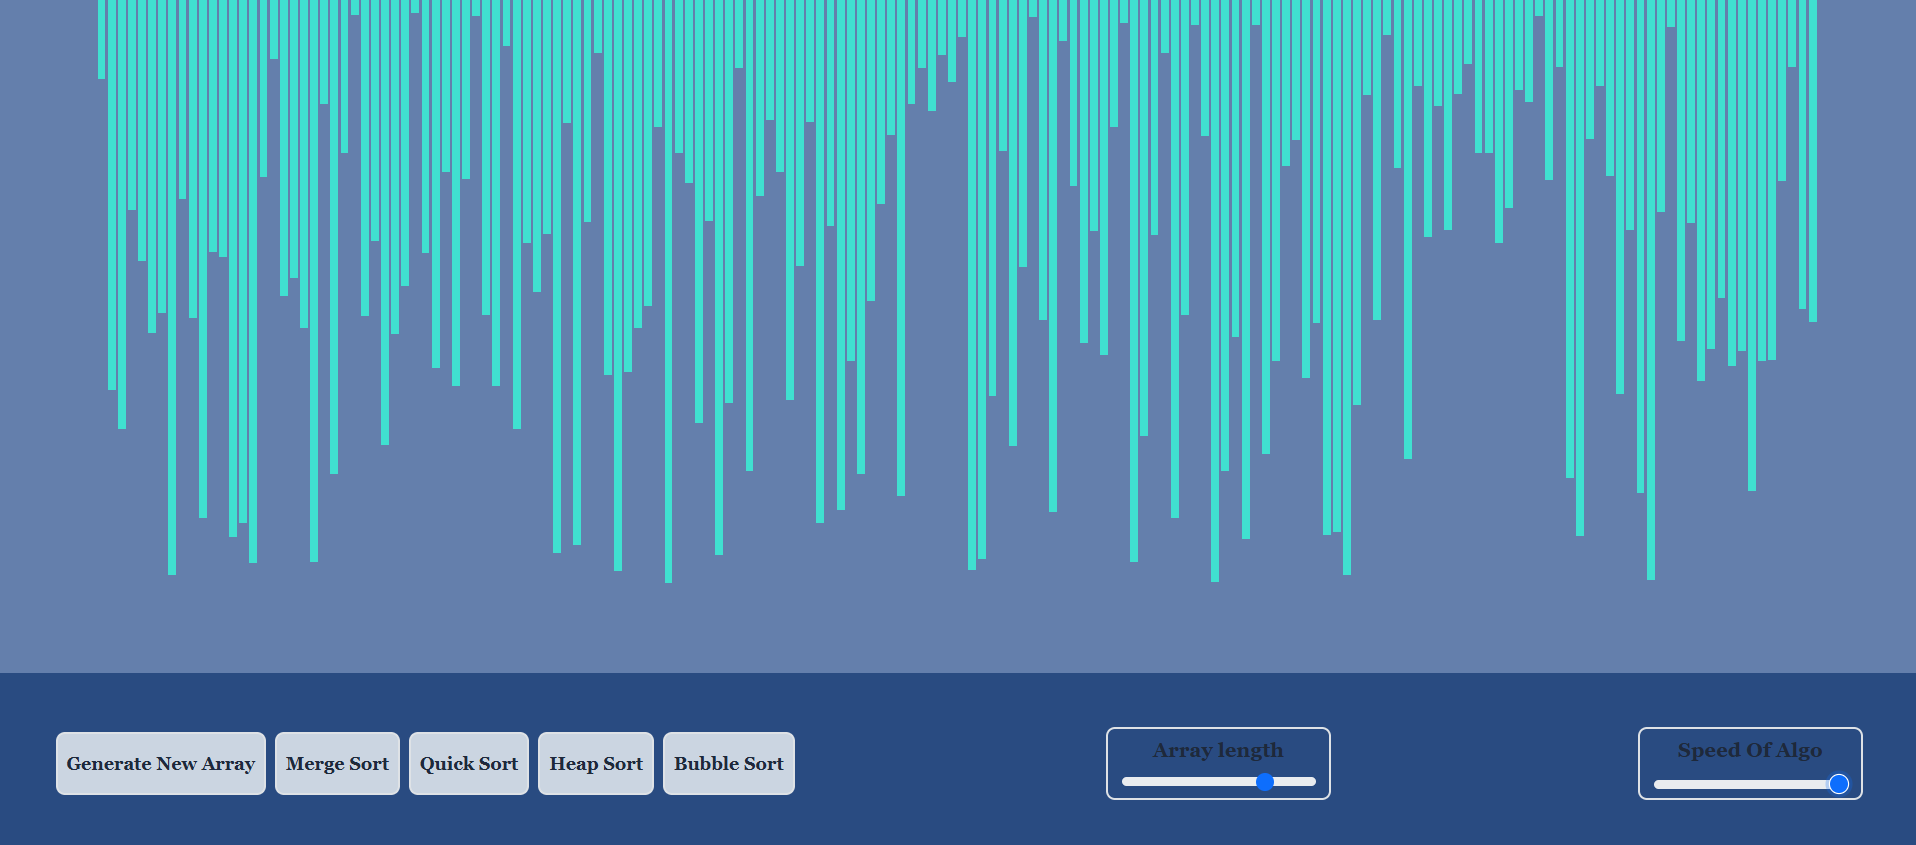 Generate New Array
Merge Sort
Quick Sort
Heap Sort
Bubble Sort
Array length
Speed Of Algo